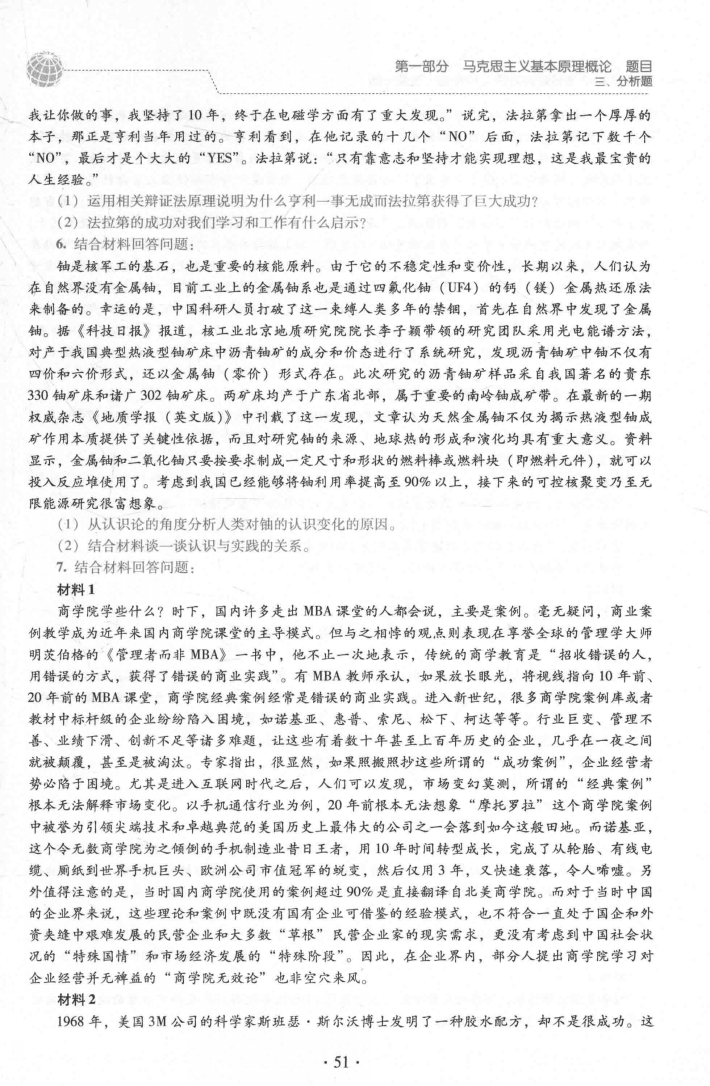 第一部分 马克思主义基本原理概论 题目
三、分析题
我让你做的事，我坚持了 10 年，终于在电磁学方面有了重大发现。” 说完，法拉第拿出一个厚厚的
本子，那正是亨利当年用过的。亨利看到，在他记录的十几个 “NO” 后面，法拉第记下数千个
“NO”，最后才是个大大的 “YES”。法拉第说：“只有靠意志和坚持才能实现理想，这是我最宝贵的
人生经验。”
（1）运用相关辩证法原理说明为什么亨利一事无成而法拉第获得了巨大成功？
（2）法拉第的成功对我们学习和工作有什么启示？
6. 结合材料回答问题：
铀是核军工的基石，也是重要的核能原料。由于它的不稳定性和变价性，长期以来，人们认为
在自然界没有金属铀，目前工业上的金属铀系也是通过四氟化铀（UF4）的钙（镁）金属热还原法
来制备的。幸运的是，中国科研人员打破了这一束缚人类多年的禁锢，首先在自然界中发现了金属
铀。据《科技日报》报道，核工业北京地质研究院院长李子颖带领的研究团队采用光电能谱方法，
对产于我国典型热液型铀矿床中沥青铀矿的成分和价态进行了系统研究，发现沥青铀矿中铀不仅有
四价和六价形式，还以金属铀（零价）形式存在。此次研究的沥青铀矿样品采自我国著名的贵东
330 铀矿床和诸广 302 铀矿床。两矿床均产于广东省北部，属于重要的南岭铀成矿带。在最新的一期
权威杂志《地质学报（英文版）》中刊载了这一发现，文章认为天然金属铀不仅为揭示热液型铀成
矿作用本质提供了关键性依据，而且对研究铀的来源、地球热的形成和演化均具有重大意义。资料
显示，金属铀和二氧化铀只要按要求制成一定尺寸和形状的燃料棒或燃料块（即燃料元件），就可以
投入反应堆使用了。考虑到我国已经能够将铀利用率提高至 90% 以上，接下来的可控核聚变乃至无
限能源研究很富想象。
（1）从认识论的角度分析人类对铀的认识变化的原因。
（2）结合材料谈一谈认识与实践的关系。
7. 结合材料回答问题：
材料 1
商学院学些什么？时下，国内许多走出 MBA 课堂的人都会说，主要是案例。毫无疑问，商业案
例教学成为近年来国内商学院课堂的主导模式。但与之相悖的观点则表现在享誉全球的管理学大师
明茨伯格的《管理者而非 MBA》一书中，他不止一次地表示，传统的商学教育是 “招收错误的人，
用错误的方式，获得了错误的商业实践”。有 MBA 教师承认，如果放长眼光，将视线指向 10 年前、
20 年前的 MBA 课堂，商学院经典案例经常是错误的商业实践。进入新世纪，很多商学院案例库或者
教材中标杆级的企业纷纷陷入困境，如诺基亚、惠普、索尼、松下、柯达等等。行业巨变、管理不
善、业绩下滑、创新不足等诸多难题，让这些有着数十年甚至上百年历史的企业，几乎在一夜之间
就被颠覆，甚至是被淘汰。专家指出，很显然，如果照搬照抄这些所谓的 “成功案例”，企业经营者
势必陷于困境。尤其是进入互联网时代之后，人们可以发现，市场变幻莫测，所谓的 “经典案例”
根本无法解释市场变化。以手机通信行业为例，20 年前根本无法想象 “摩托罗拉” 这个商学院案例
中被誉为引领尖端技术和卓越典范的美国历史上最伟大的公司之一会落到如今这般田地。而诺基亚，
这个令无数商学院为之倾倒的手机制造业昔日王者，用 10 年时间转型成长，完成了从轮胎、有线电
缆、厕纸到世界手机巨头、欧洲公司市值冠军的蜕变，然后仅用 3 年，又快速衰落，令人唏嘘。另
外值得注意的是，当时国内商学院使用的案例超过 90% 是直接翻译自北美商学院。而对于当时中国
的企业界来说，这些理论和案例中既没有国有企业可借鉴的经验模式，也不符合一直处于国企和外
资夹缝中艰难发展的民营企业和大多数 “草根” 民营企业家的现实需求，更没有考虑到中国社会状
况的 “特殊国情” 和市场经济发展的 “特殊阶段”。因此，在企业界内，部分人提出商学院学习对
企业经营并无裨益的 “商学院无效论” 也非空穴来风。
材料 2
1968 年，美国 3M 公司的科学家斯班瑟·斯尔沃博士发明了一种胶水配方，却不是很成功。这
· 51 ·